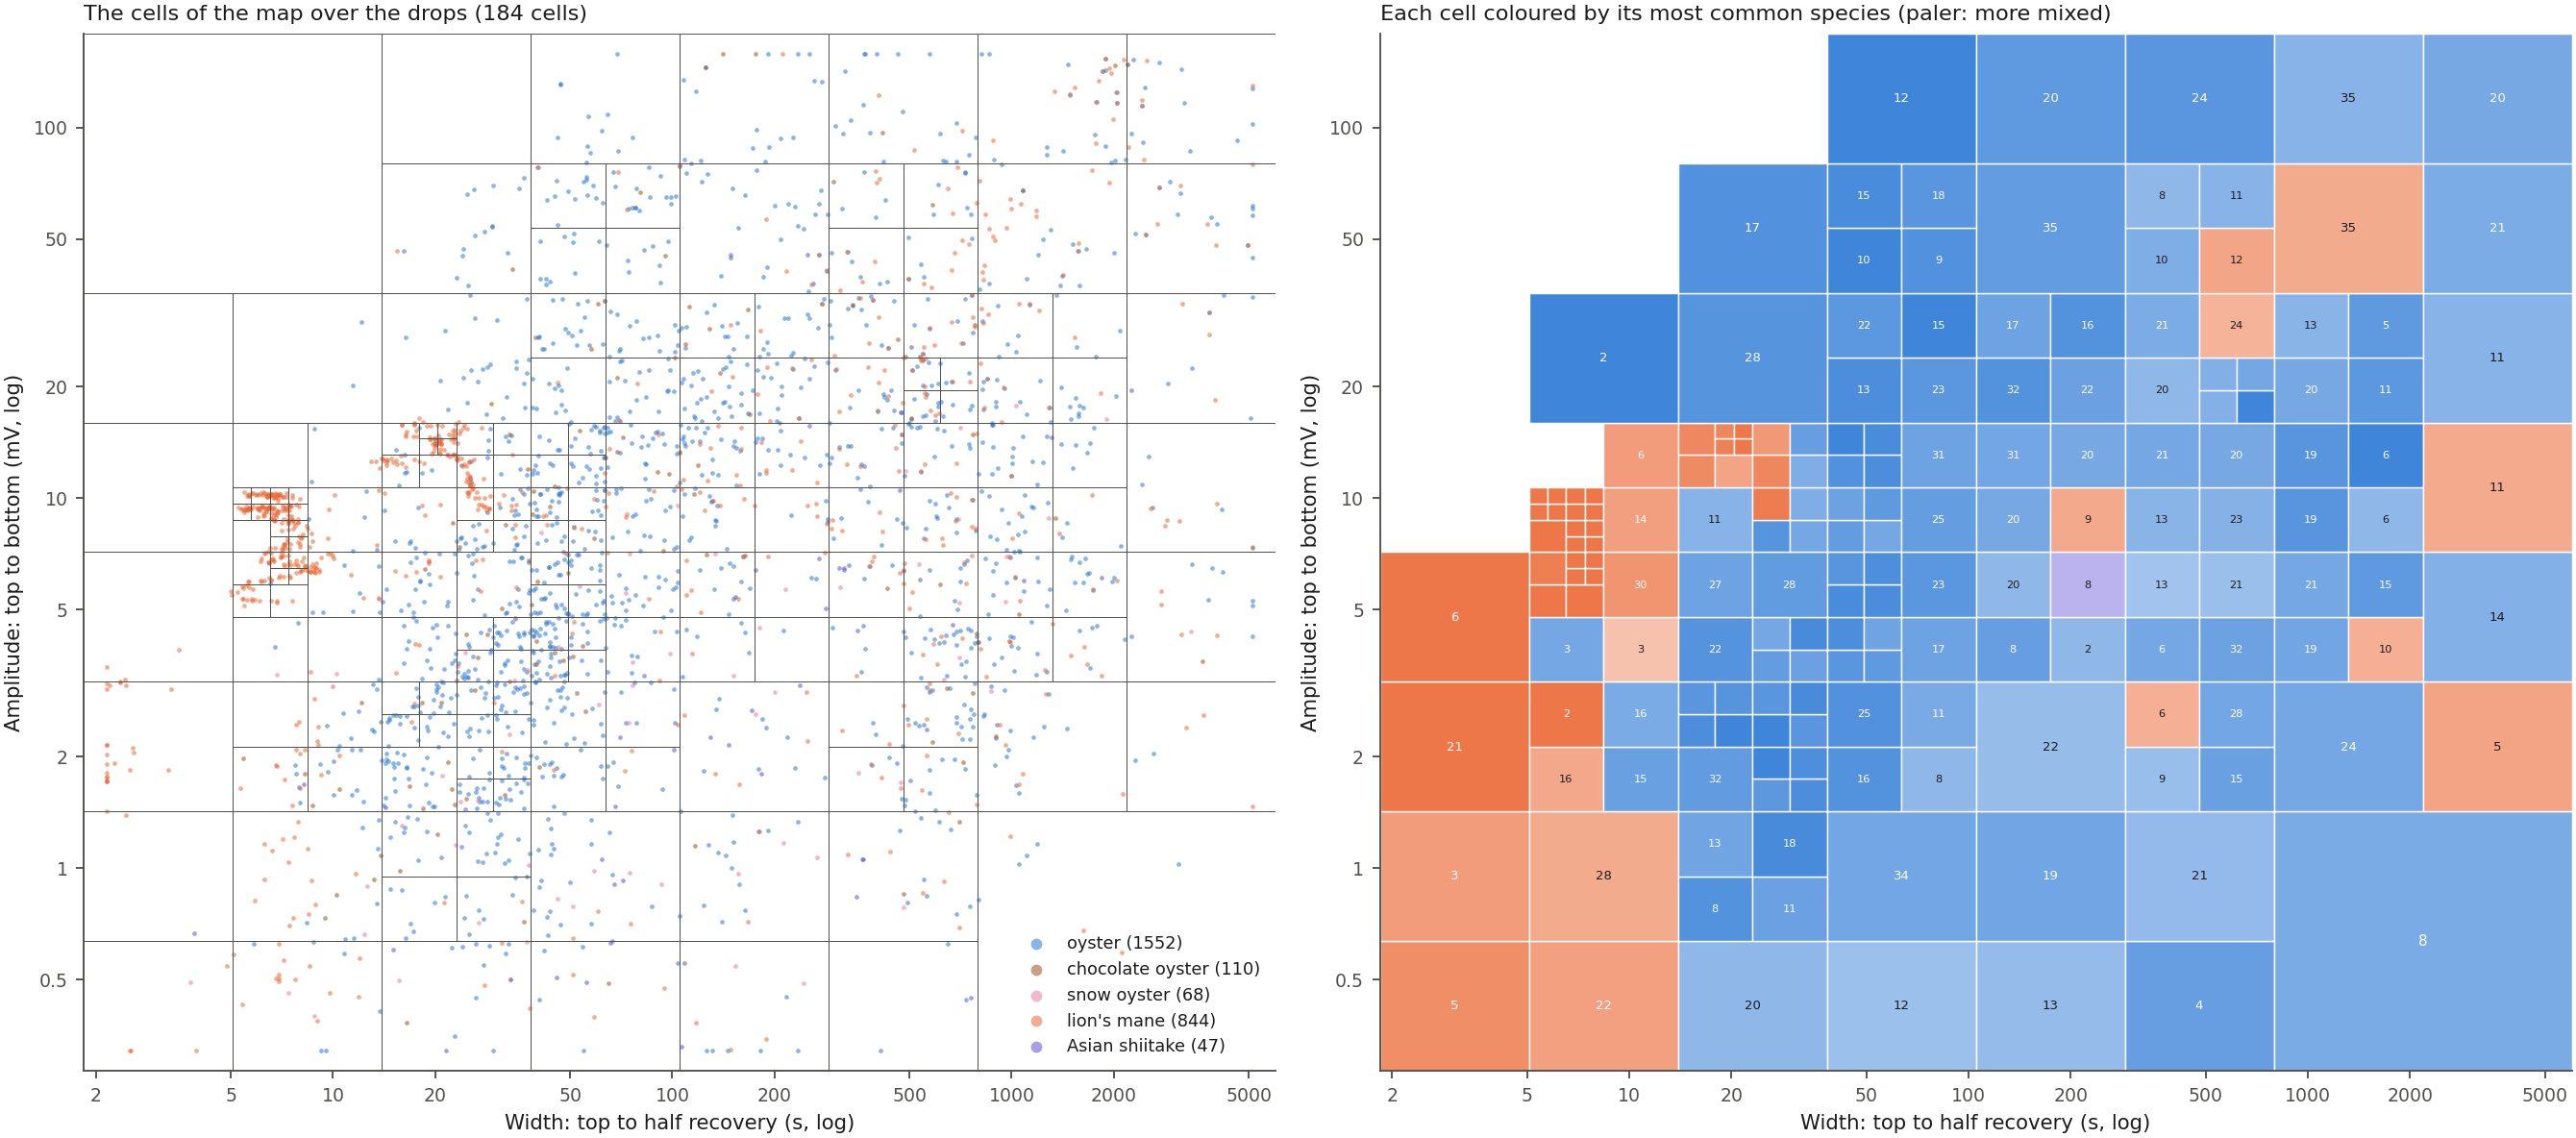 The cells of the map over the drops (184 cells)
Amplitude: top to bottom (mV, log)
100
50
20
10
5
2
1
0.5
oyster (1552)
chocolate oyster (110)
snow oyster (68)
lion's mane (844)
Asian shiitake (47)
2 5 10 20 50 100 200 500 1000 2000 5000
Width: top to half recovery (s, log)
Each cell coloured by its most common species (paler: more mixed)
Amplitude: top to bottom (mV, log)
100
50
20
10
5
2
1
0.5
12 20 24 35 20
15 18 8 11
17 35 35 21
10 9 10 12
22 15 17 16 21 24 13 5
2 28 11
13 23 32 22 20 20 11
6 31 31 20 21 20 19 6
11
14 11 25 20 9 13 23 19 6
30 27 28 23 20 8 13 21 21 15
6 14
3 3 22 17 8 2 6 32 19 10
2 16 25 11 6 28
21 22 24 5
16 15 32 16 8 9 15
13 18
3 28 34 19 21
8 11
8
5 22 20 12 13 4
2 5 10 20 50 100 200 500 1000 2000 5000
Width: top to half recovery (s, log)